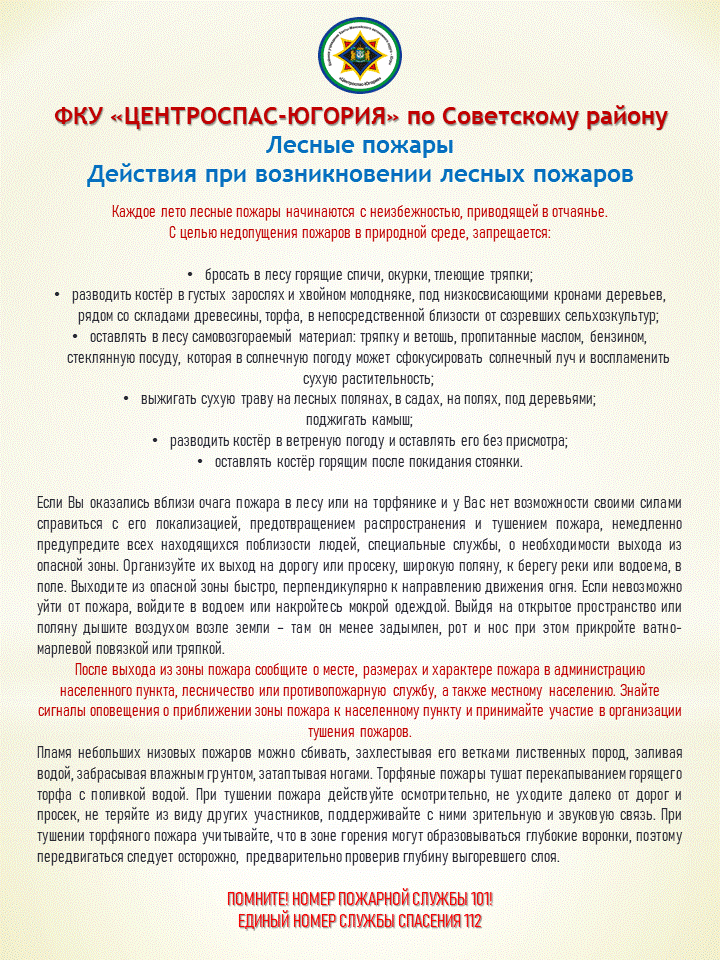 «Центроспас-Югория»
ФКУ «ЦЕНТРОСПАС-ЮГОРИЯ» по Советскому району
Лесные пожары
Действия при возникновении лесных пожаров
Каждое лето лесные пожары начинаются с неизбежностью, приводящей в отчаянье.
С целью недопущения пожаров в природной среде, запрещается:
• бросать в лесу горящие спичи, окурки, тлеющие тряпки;
• разводить костёр в густых зарослях и хвойном молодняке, под низкосвисающими кронами деревьев,
рядом со складами древесины, торфа, в непосредственной близости от созревших сельхозкультур;
• оставлять в лесу самовозгораемый материал: тряпку и ветошь, пропитанные маслом, бензином,
стеклянную посуду, которая в солнечную погоду может сфокусировать солнечный луч и воспламенить
сухую растительность;
• выжигать сухую траву на лесных полянах, в садах, на полях, под деревьями;
поджигать камыш;
• разводить костёр в ветреную погоду и оставлять его без присмотра;
• оставлять костёр горящим после покидания стоянки.
Если Вы оказались вблизи очага пожара в лесу или на торфянике и у Вас нет возможности своими силами
справиться с его локализацией, предотвращением распространения и тушением пожара, немедленно
предупредите всех находящихся поблизости людей, специальные службы, о необходимости выхода из
опасной зоны. Организуйте их выход на дорогу или просеку, широкую поляну, к берегу реки или водоема, в
поле. Выходите из опасной зоны быстро, перпендикулярно к направлению движения огня. Если невозможно
уйти от пожара, войдите в водоем или накройтесь мокрой одеждой. Выйдя на открытое пространство или
поляну дышите воздухом возле земли – там он менее задымлен, рот и нос при этом прикройте ватно-
марлевой повязкой или тряпкой.
После выхода из зоны пожара сообщите о месте, размерах и характере пожара в администрацию
населенного пункта, лесничество или противопожарную службу, а также местному населению. Знайте
сигналы оповещения о приближении зоны пожара к населенному пункту и принимайте участие в организации
тушения пожаров.
Пламя небольших низовых пожаров можно сбивать, захлестывая его ветками лиственных пород, заливая
водой, забрасывая влажным грунтом, затаптывая ногами. Торфяные пожары тушат перекапыванием горящего
торфа с поливкой водой. При тушении пожара действуйте осмотрительно, не уходите далеко от дорог и
просек, не теряйте из виду других участников, поддерживайте с ними зрительную и звуковую связь. При
тушении торфяного пожара учитывайте, что в зоне горения могут образовываться глубокие воронки, поэтому
передвигаться следует осторожно, предварительно проверив глубину выгоревшего слоя.
ПОМНИТЕ! НОМЕР ПОЖАРНОЙ СЛУЖБЫ 101!
ЕДИНЫЙ НОМЕР СЛУЖБЫ СПАСЕНИЯ 112